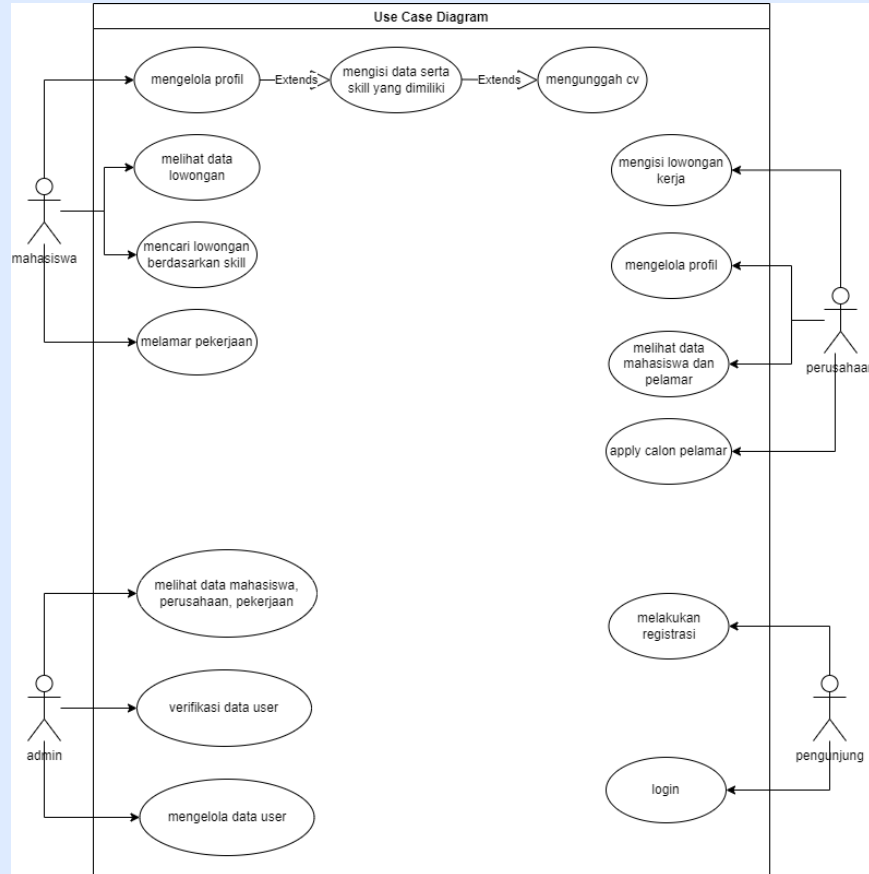 Use Case Diagram
mengelola profil
Extends
mengisi data serta
skill yang dimiliki
Extends
mengunggah cv
melihat data
lowongan
mengisi lowongan
kerja
mahasiswa
mencari lowongan
berdasarkan skill
mengelola profil
melamar pekerjaan
melihat data
mahasiswa dan
pelamar
perusahaan
apply calon pelamar
melihat data mahasiswa,
perusahaan, pekerjaan
melakukan
registrasi
verifikasi data user
admin
pengunjung
login
mengelola data user